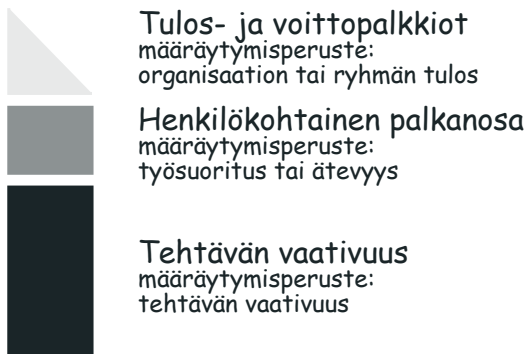 Tulos- ja voittopalkkiot
määräytymisperuste:
organisaation tai ryhmän tulos
Henkilökohtainen palkanosa
määräytymisperuste:
työsuoritus tai ätevyys
Tehtävän vaativuus
määräytymisperuste:
tehtävän vaativuus